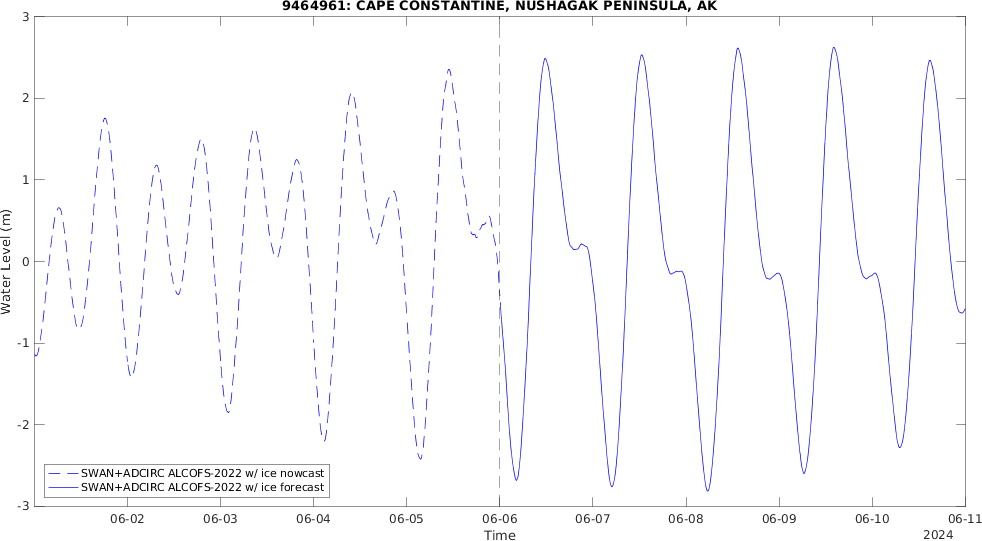 9464961: CAPE CONSTANTINE, NUSHAGAK PENINSULA, AK
3
2
1
0
-1
-2
-3
Water Level (m)
SWAN+ADCIRC ALCOFS-2022 w/ ice nowcast
SWAN+ADCIRC ALCOFS-2022 w/ ice forecast
06-02 06-03 06-04 06-05 06-06 06-07 06-08 06-09 06-10 06-11
Time
2024